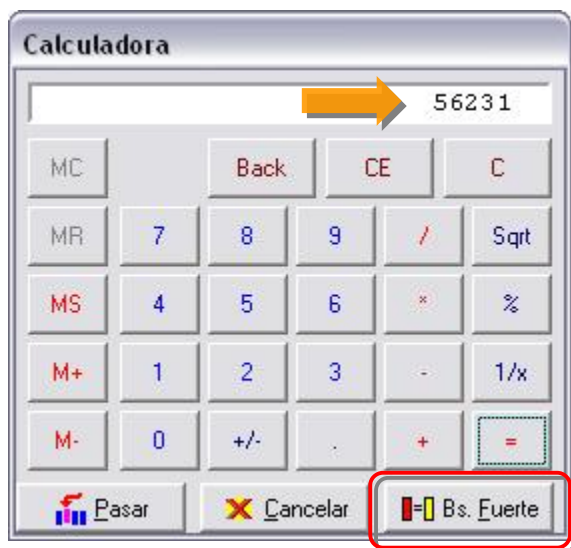 Calculadora
56231
MC Back CE C
MR 7 8 9 / Sqrt
MS 4 5 6 * %
M+ 1 2 3 - 1/x
M- 0 +/- . + =
Pasar Cancelar = Bs. Fuerte